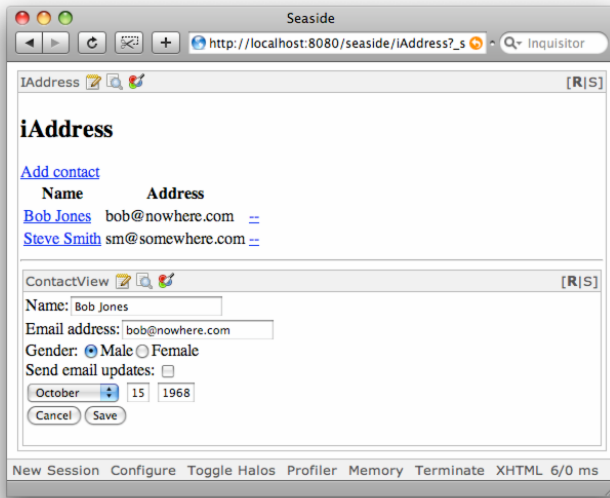 Seaside
http://localhost:8080/seaside/iAddress?_s
Inquisitor
IAddress [R|S]
iAddress
Add contact
Name Address
Bob Jones bob@nowhere.com --
Steve Smith sm@somewhere.com --
ContactView [R|S]
Name: Bob Jones
Email address: bob@nowhere.com
Gender: Male Female
Send email updates:
October 15 1968
Cancel Save
New Session Configure Toggle Halos Profiler Memory Terminate XHTML 6/0 ms